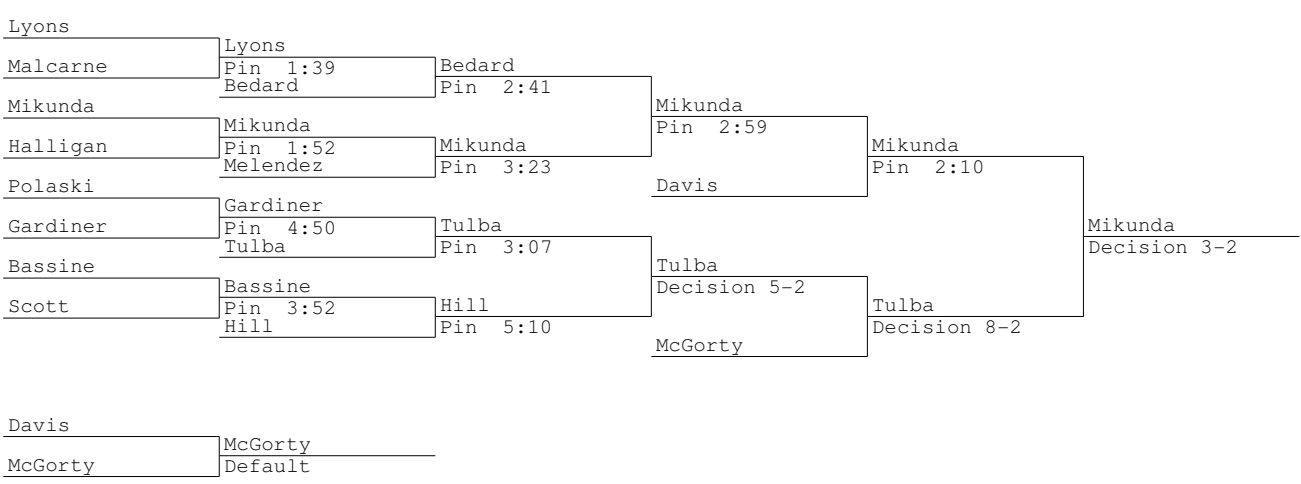 Lyons
Lyons
Malcarne
Pin 1:39
Bedard
Bedard
Pin 2:41
Mikunda
Mikunda
Mikunda
Pin 2:59
Halligan
Pin 1:52
Mikunda
Mikunda
Melendez
Pin 3:23
Pin 2:10
Polaski
Davis
Gardiner
Gardiner
Pin 4:50
Tulba
Mikunda
Tulba
Pin 3:07
Decision 3-2
Bassine
Tulba
Bassine
Decision 5-2
Scott
Pin 3:52
Hill
Tulba
Hill
Pin 5:10
Decision 8-2
McGorty
Davis
McGorty
McGorty
Default